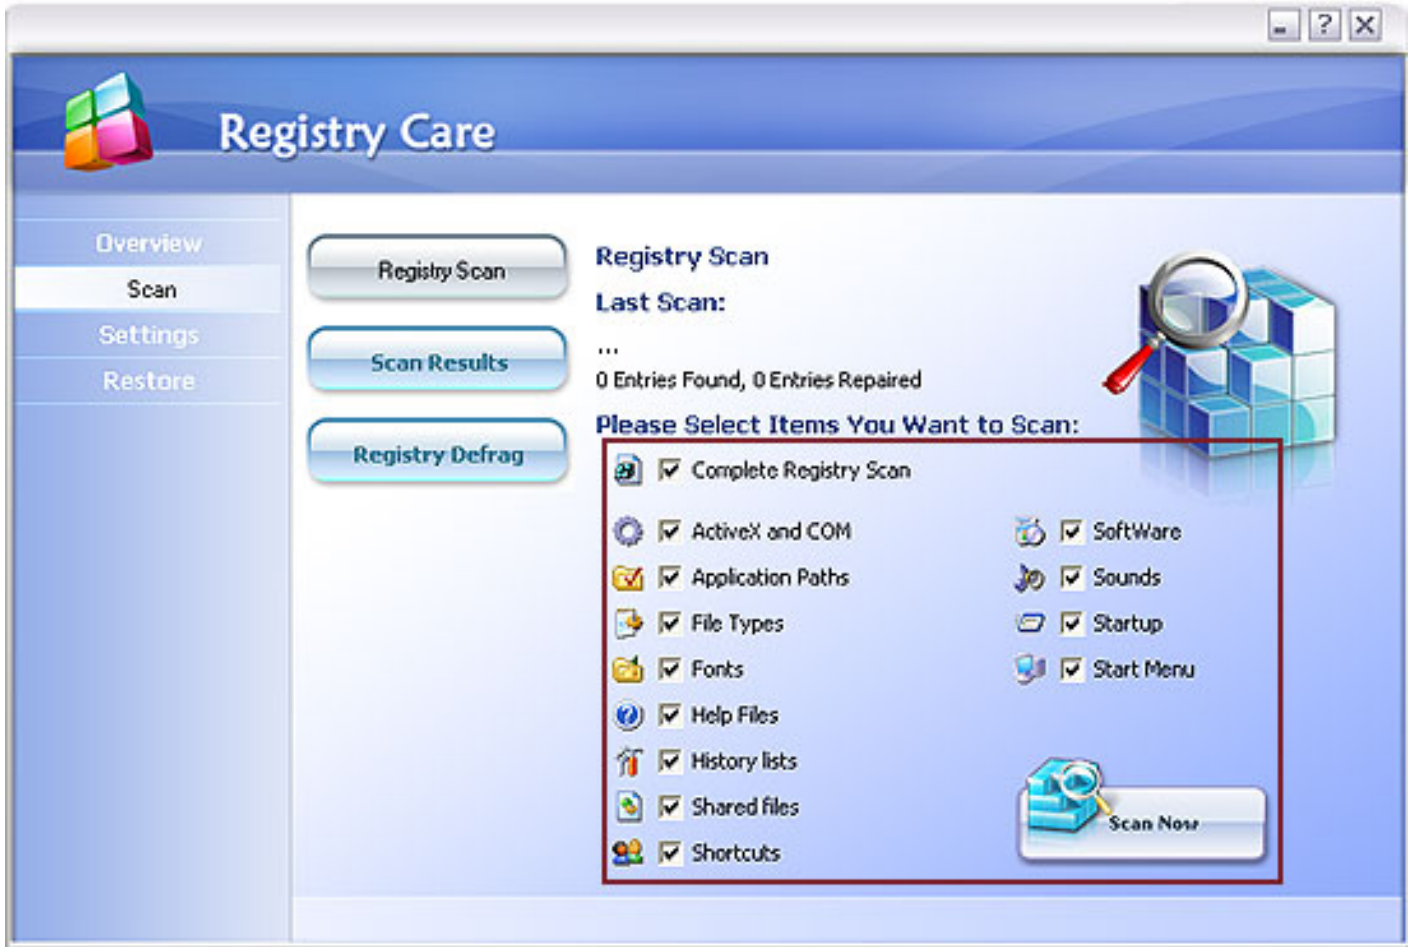 Registry Care
Overview
Scan
Settings
Restore
Registry Scan
Scan Results
Registry Defrag
Registry Scan
Last Scan:
...
0 Entries Found, 0 Entries Repaired
Please Select Items You Want to Scan:
Complete Registry Scan
ActiveX and COM
Application Paths
File Types
Fonts
Help Files
History lists
Shared files
Shortcuts
SoftWare
Sounds
Startup
Start Menu
Scan Now